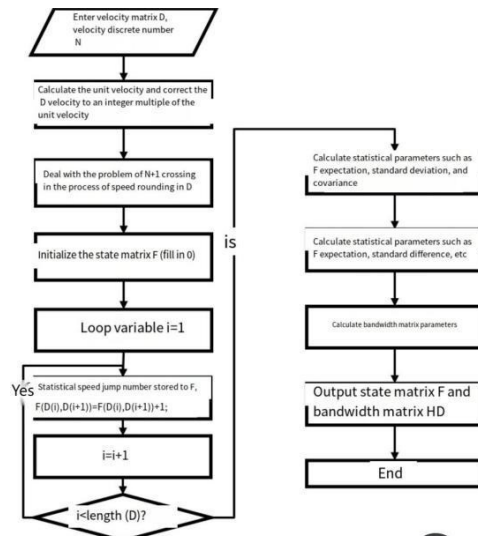 Enter velocity matrix D,
velocity discrete number
N
Calculate the unit velocity and correct the
D velocity to an integer multiple of the
unit velocity
Deal with the problem of N+1 crossing
in the process of speed rounding in D
Initialize the state matrix F (fill in 0)
Loop variable i=1
Yes
Statistical speed jump number stored to F,
F(D(i),D(i+1))=F(D(i),D(i+1))+1;
i=i+1
i<length (D)?
is
Calculate statistical parameters such as
F expectation, standard deviation, and
covariance
Calculate statistical parameters such as
F expectation, standard difference, etc
Calculate bandwidth matrix parameters
Output state matrix F and
bandwidth matrix HD
End